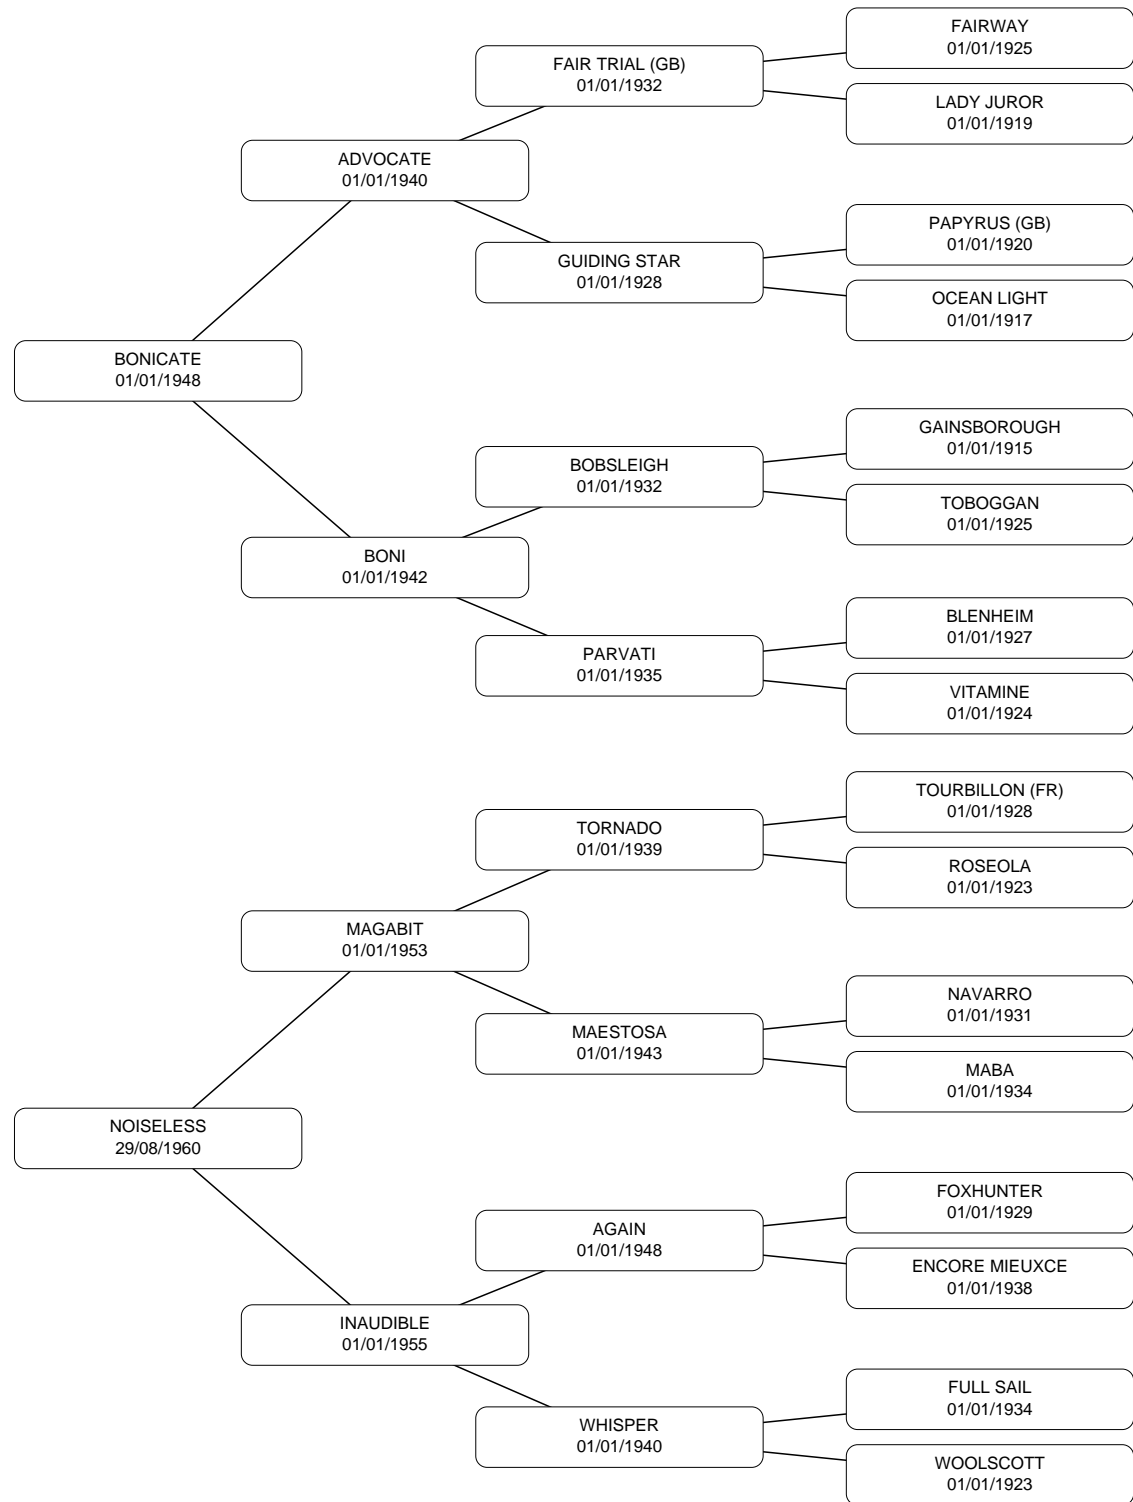 FAIRWAY
01/01/1925
FAIR TRIAL (GB)
01/01/1932
LADY JUROR
01/01/1919
ADVOCATE
01/01/1940
PAPYRUS (GB)
01/01/1920
GUIDING STAR
01/01/1928
OCEAN LIGHT
01/01/1917
BONICATE
01/01/1948
GAINSBOROUGH
01/01/1915
BOBSLEIGH
01/01/1932
TOBOGGAN
01/01/1925
BONI
01/01/1942
BLENHEIM
01/01/1927
PARVATI
01/01/1935
VITAMINE
01/01/1924
TOURBILLON (FR)
01/01/1928
TORNADO
01/01/1939
ROSEOLA
01/01/1923
MAGABIT
01/01/1953
NAVARRO
01/01/1931
MAESTOSA
01/01/1943
MABA
01/01/1934
NOISELESS
29/08/1960
FOXHUNTER
01/01/1929
AGAIN
01/01/1948
ENCORE MIEUXCE
01/01/1938
INAUDIBLE
01/01/1955
FULL SAIL
01/01/1934
WHISPER
01/01/1940
WOOLSCOTT
01/01/1923